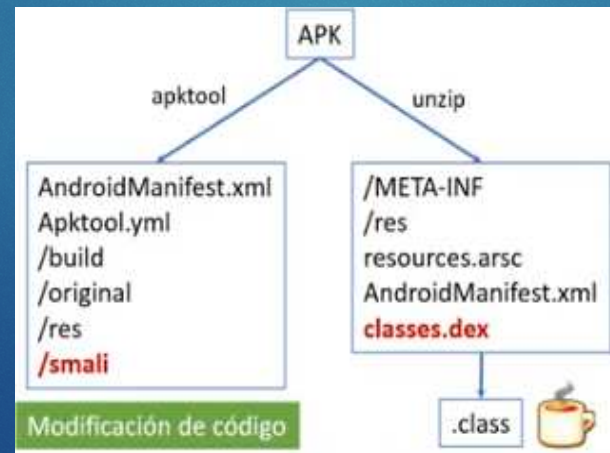 APK
apktool
unzip
AndroidManifest.xml
Apktool.yml
/build
/original
/res
/smali
/META-INF
/res
resources.arsc
AndroidManifest.xml
classes.dex
Modificación de código
.class